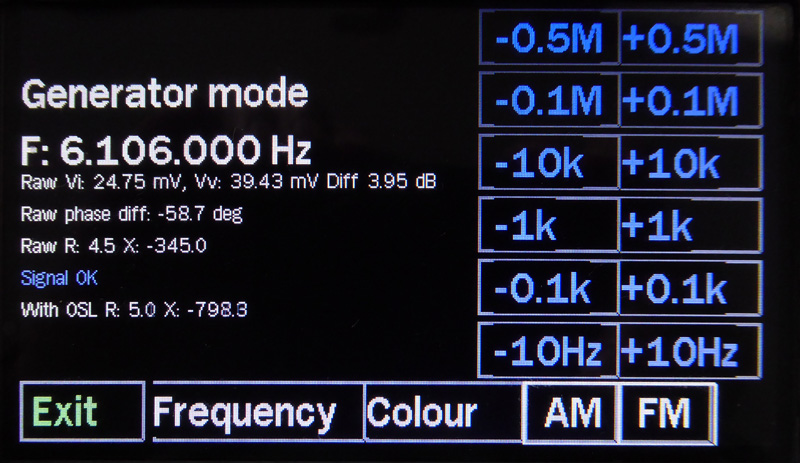 Generator mode
F: 6.106.000 Hz
Raw Vi: 24.75 mV, Vv: 39.43 mV Diff 3.95 dB
Raw phase diff: -58.7 deg
Raw R: 4.5 X: -345.0
Signal OK
With OSL R: 5.0 X: -798.3
-0.5M +0.5M
-0.1M +0.1M
-10k +10k
-1k +1k
-0.1k +0.1k
-10Hz +10Hz
Exit Frequency Colour AM FM